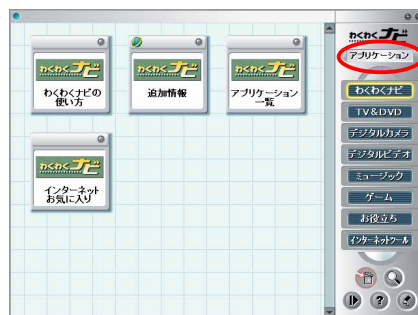 わくわくナビ
わくわくナビの
使い方
わくわくナビ
追加情報
わくわくナビ
アプリケーション
一覧
わくわくナビ
インターネット
お気に入り
わくわくナビ
アプリケーション
わくわくナビ
TV&DVD
デジタルカメラ
デジタルビデオ
ミュージック
ゲーム
お役立ち
インターネットツール
?